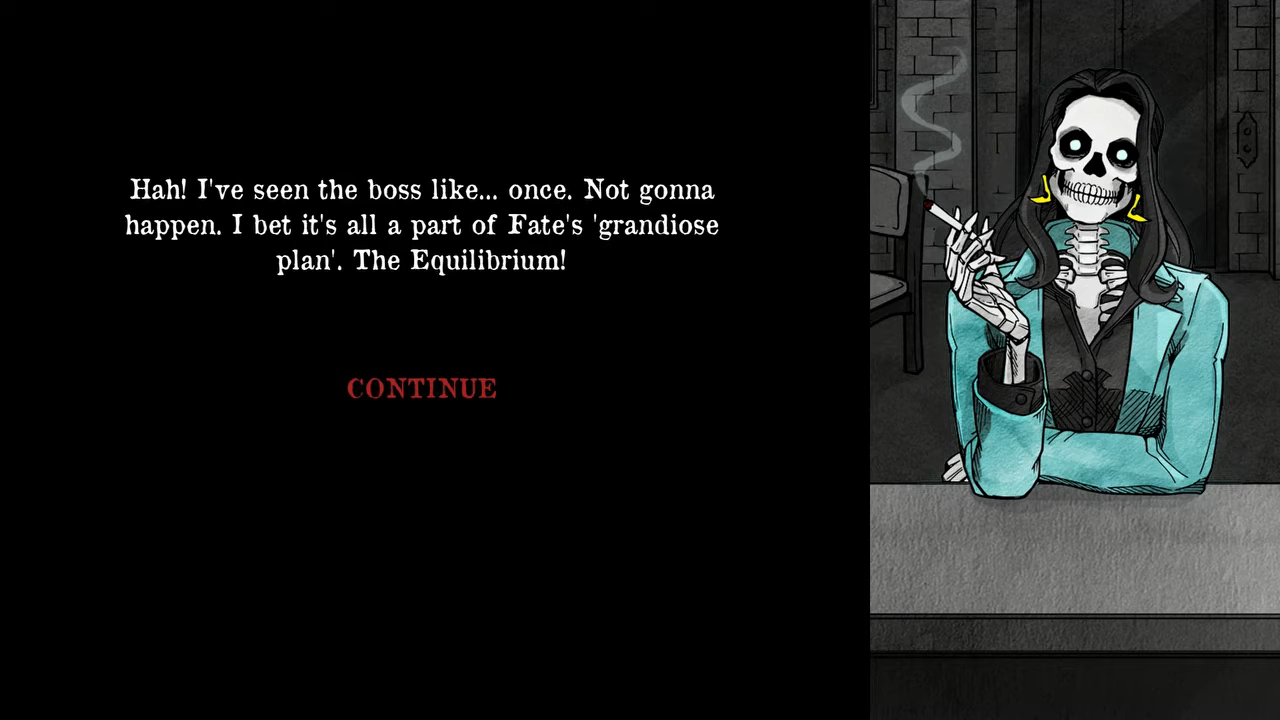 Hah! I've seen the boss like... once. Not gonna
happen. I bet it's all a part of Fate's 'grandiose
plan'. The Equilibrium!
CONTINUE